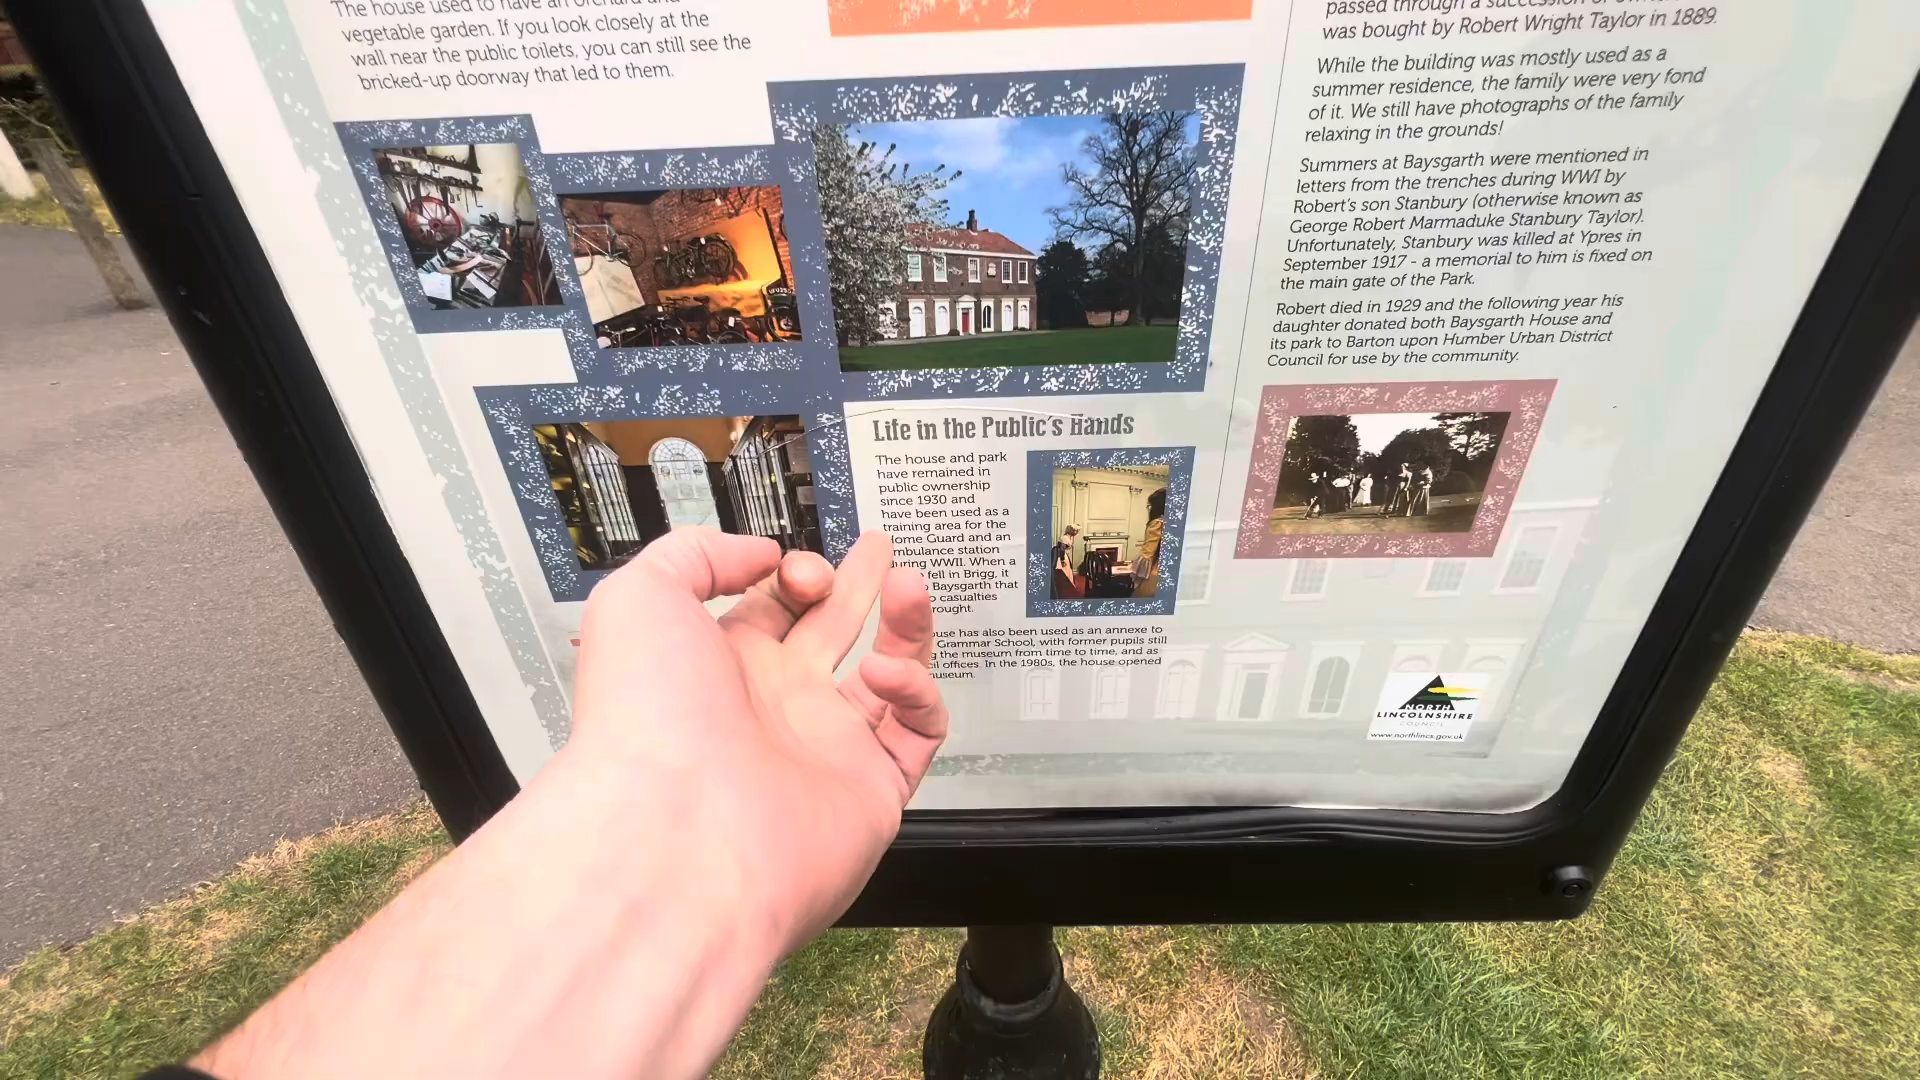 The house used to have an orchard and
vegetable garden. If you look closely at the
wall near the public toilets, you can still see the
bricked-up doorway that led to them.
Life in the Public's Hands
The house and park
have remained in
public ownership
since 1930 and
have been used as a
training area for the
Home Guard and an
ambulance station
during WWII. When a
fell in Brigg, it
Baysgarth that
casualties
brought.
house has also been used as an annexe to
Grammar School, with former pupils still
the museum from time to time, and as
offices. In the 1980s, the house opened
museum.
passed through a succession of
was bought by Robert Wright Taylor in 1889.
While the building was mostly used as a
summer residence, the family were very fond
of it. We still have photographs of the family
relaxing in the grounds!
Summers at Baysgarth were mentioned in
letters from the trenches during WWI by
Robert's son Stanbury (otherwise known as
George Robert Marmaduke Stanbury Taylor).
Unfortunately, Stanbury was killed at Ypres in
September 1917 - a memorial to him is fixed on
the main gate of the Park.
Robert died in 1929 and the following year his
daughter donated both Baysgarth House and
its park to Barton upon Humber Urban District
Council for use by the community.
NORTH
LINCOLNSHIRE
COUNCIL
www.northlincs.gov.uk